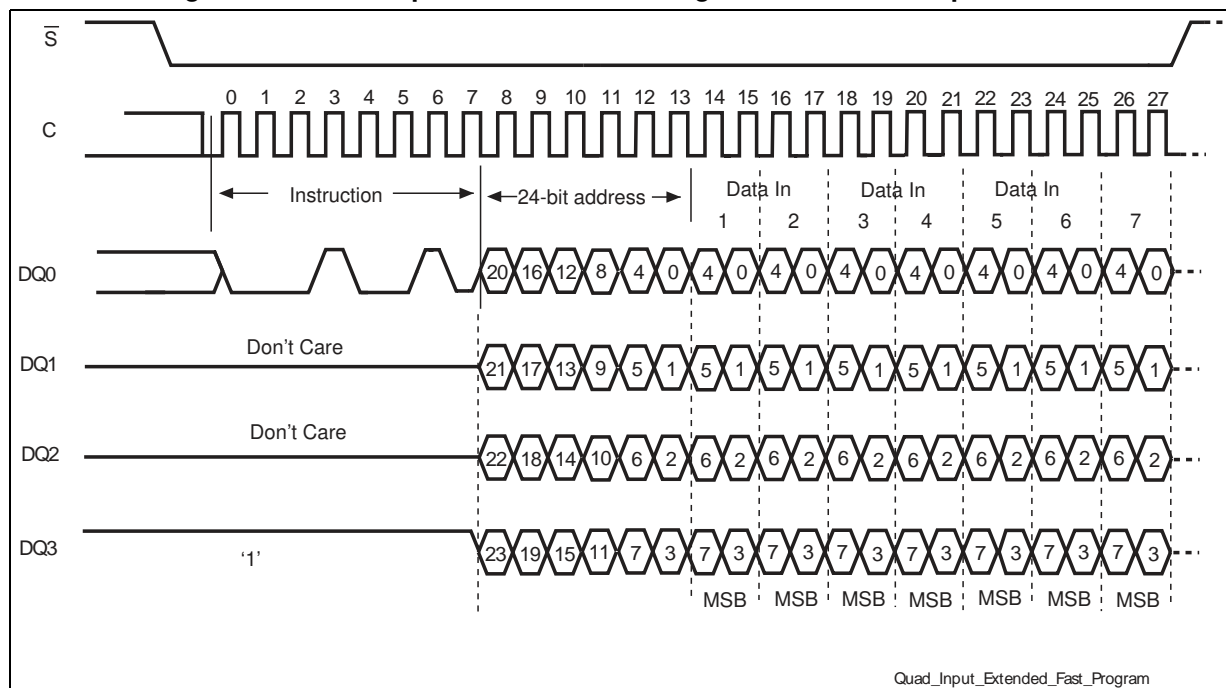 S
0 1 2 3 4 5 6 7 8 9 10 11 12 13 14 15 16 17 18 19 20 21 22 23 24 25 26 27
C
Instruction 24-bit address Data In Data In Data In
1 2 3 4 5 6 7
DQ0 20 16 12 8 4 0 4 0 4 0 4 0 4 0 4 0 4 0 4 0
Don't Care
DQ1 21 17 13 9 5 1 5 1 5 1 5 1 5 1 5 1 5 1 5 1
Don't Care
DQ2 22 18 14 10 6 2 6 2 6 2 6 2 6 2 6 2 6 2 6 2
DQ3 '1' 23 19 15 11 7 3 7 3 7 3 7 3 7 3 7 3 7 3 7 3
MSB MSB MSB MSB MSB MSB MSB
Quad_Input_Extended_Fast_Program